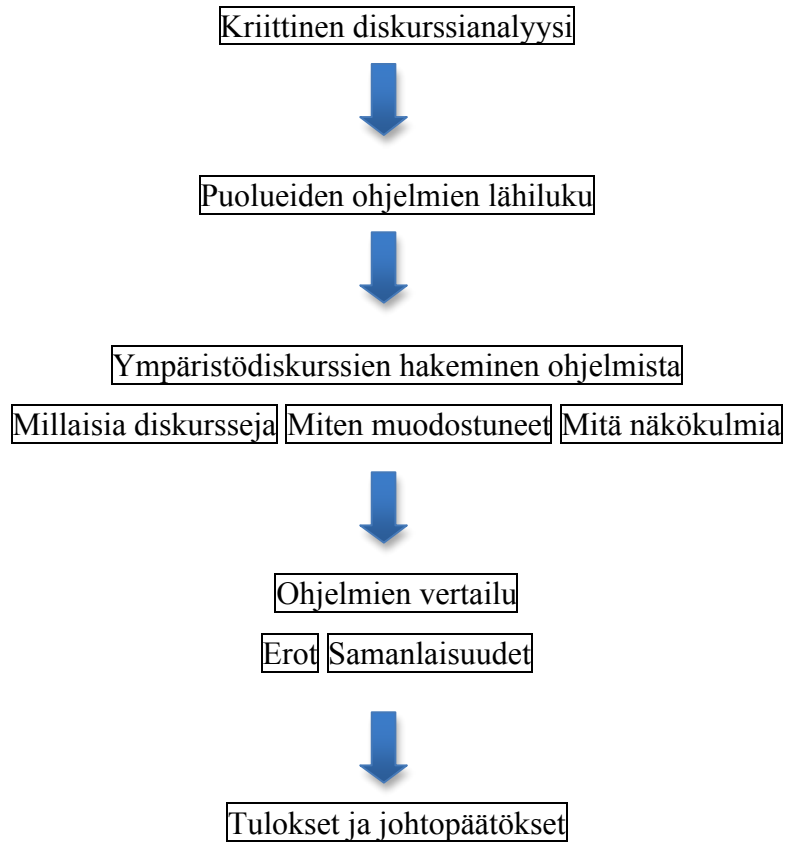 Kriittinen diskurssianalyysi
Puolueiden ohjelmien lähiluku
Ympäristödiskurssien hakeminen ohjelmista
Millaisia diskursseja Miten muodostuneet Mitä näkökulmia
Ohjelmien vertailu
Erot Samanlaisuudet
Tulokset ja johtopäätökset